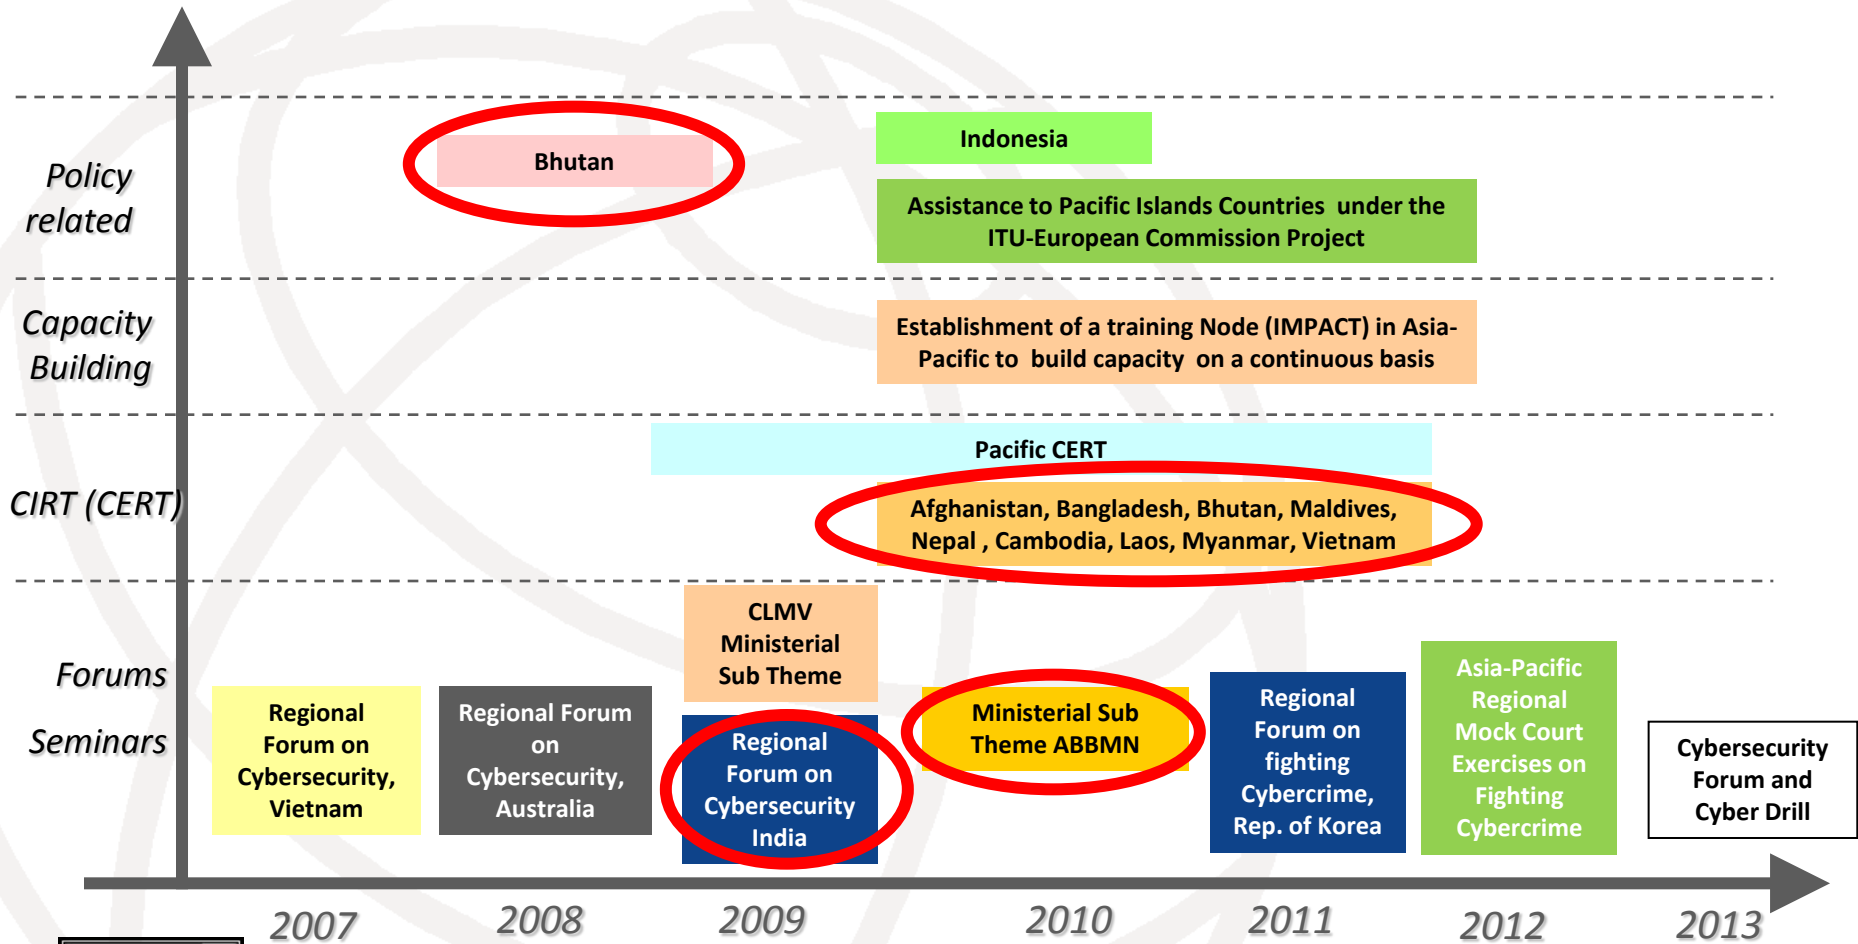 Policy
related
Bhutan
Indonesia
Assistance to Pacific Islands Countries under the
ITU-European Commission Project
Capacity
Building
Establishment of a training Node (IMPACT) in Asia-
Pacific to build capacity on a continuous basis
CIRT (CERT)
Pacific CERT
Afghanistan, Bangladesh, Bhutan, Maldives,
Nepal , Cambodia, Laos, Myanmar, Vietnam
Forums
Seminars
Regional
Forum on
Cybersecurity,
Vietnam
Regional Forum
on
Cybersecurity,
Australia
CLMV
Ministerial
Sub Theme
Regional
Forum on
Cybersecurity
India
Ministerial Sub
Theme ABBMN
Regional
Forum on
fighting
Cybercrime,
Rep. of Korea
Asia-Pacific
Regional
Mock Court
Exercises on
Fighting
Cybercrime
Cybersecurity
Forum and
Cyber Drill
2007
2008
2009
2010
2011
2012
2013